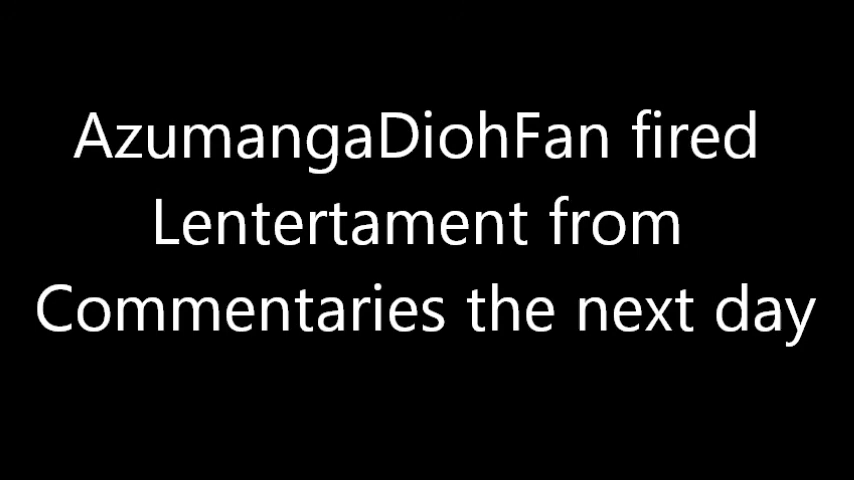 AzumangaDiohFan fired
Lentertament from
Commentaries the next day